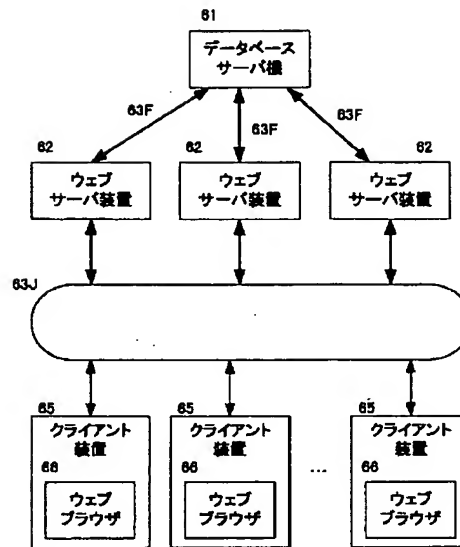 61
データベース
サーバ機
63F
63F
63F
62
62
62
ウェブ
サーバ装置
ウェブ
サーバ装置
ウェブ
サーバ装置
63J
65
65
65
クライアント
装置
クライアント
装置
クライアント
装置
66
66
...
66
ウェブ
ブラウザ
ウェブ
ブラウザ
ウェブ
ブラウザ